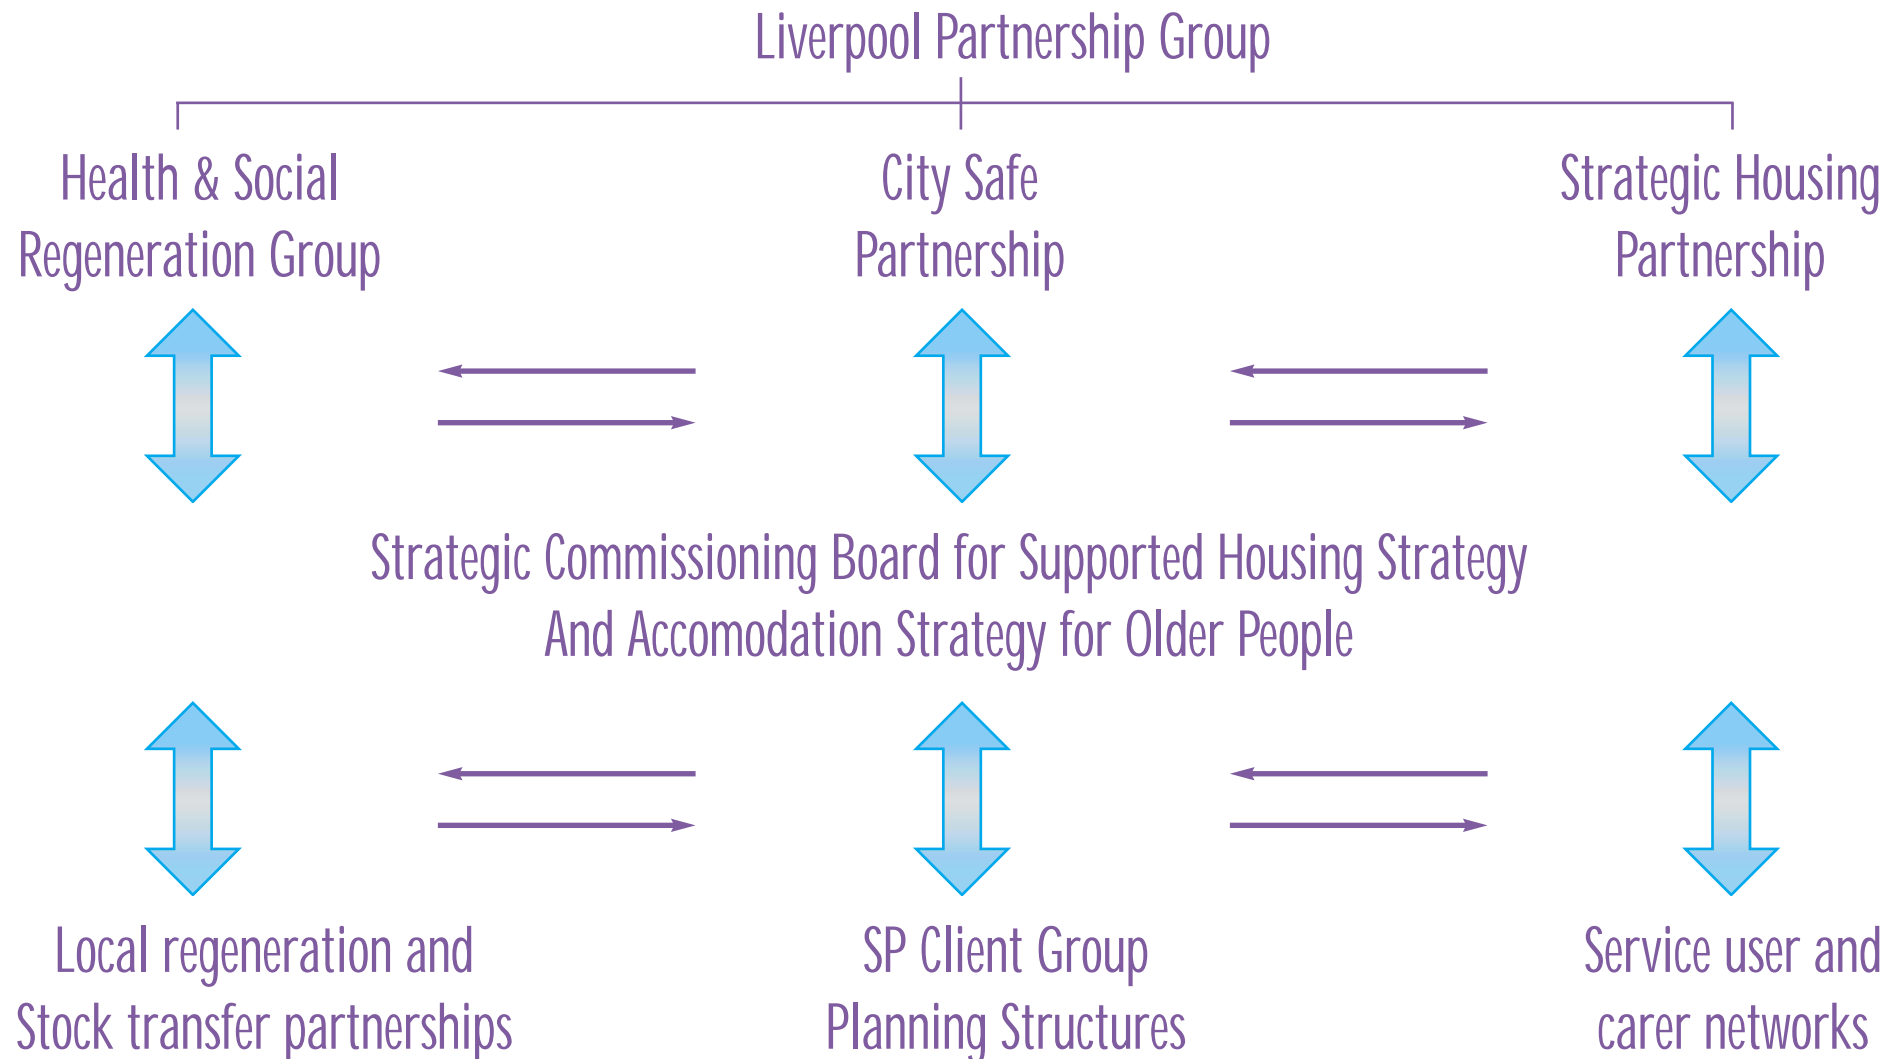 Liverpool Partnership Group
Health & Social
Regeneration Group
City Safe
Partnership
Strategic Housing
Partnership
Strategic Commissioning Board for Supported Housing Strategy
And Accomodation Strategy for Older People
Local regeneration and
Stock transfer partnerships
SP Client Group
Planning Structures
Service user and
carer networks